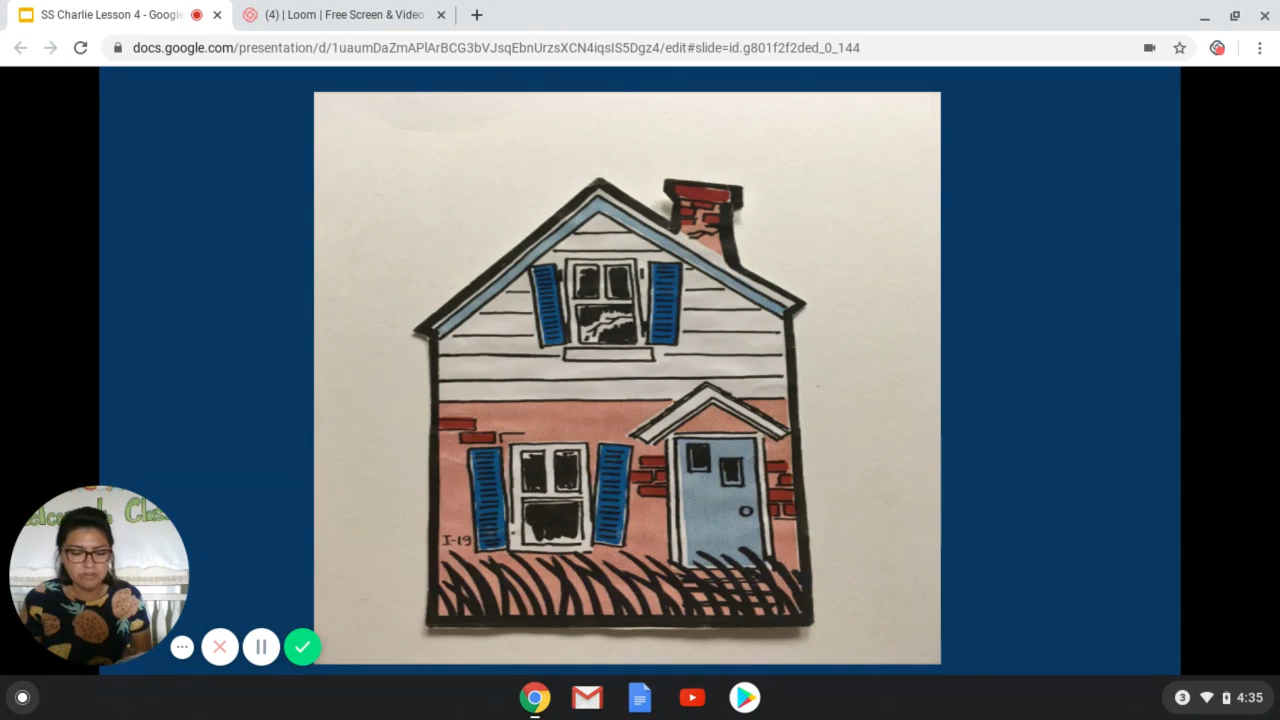 SS Charlie Lesson 4 - Google
(4) | Loom | Free Screen & Video
docs.google.com/presentation/d/1uaumDaZmAPlArBCG3bVJsqEbnUrzsXCN4iqsIS5Dgz4/edit#slide=id.g801f2f2ded_0_144
I-19
3
4:35